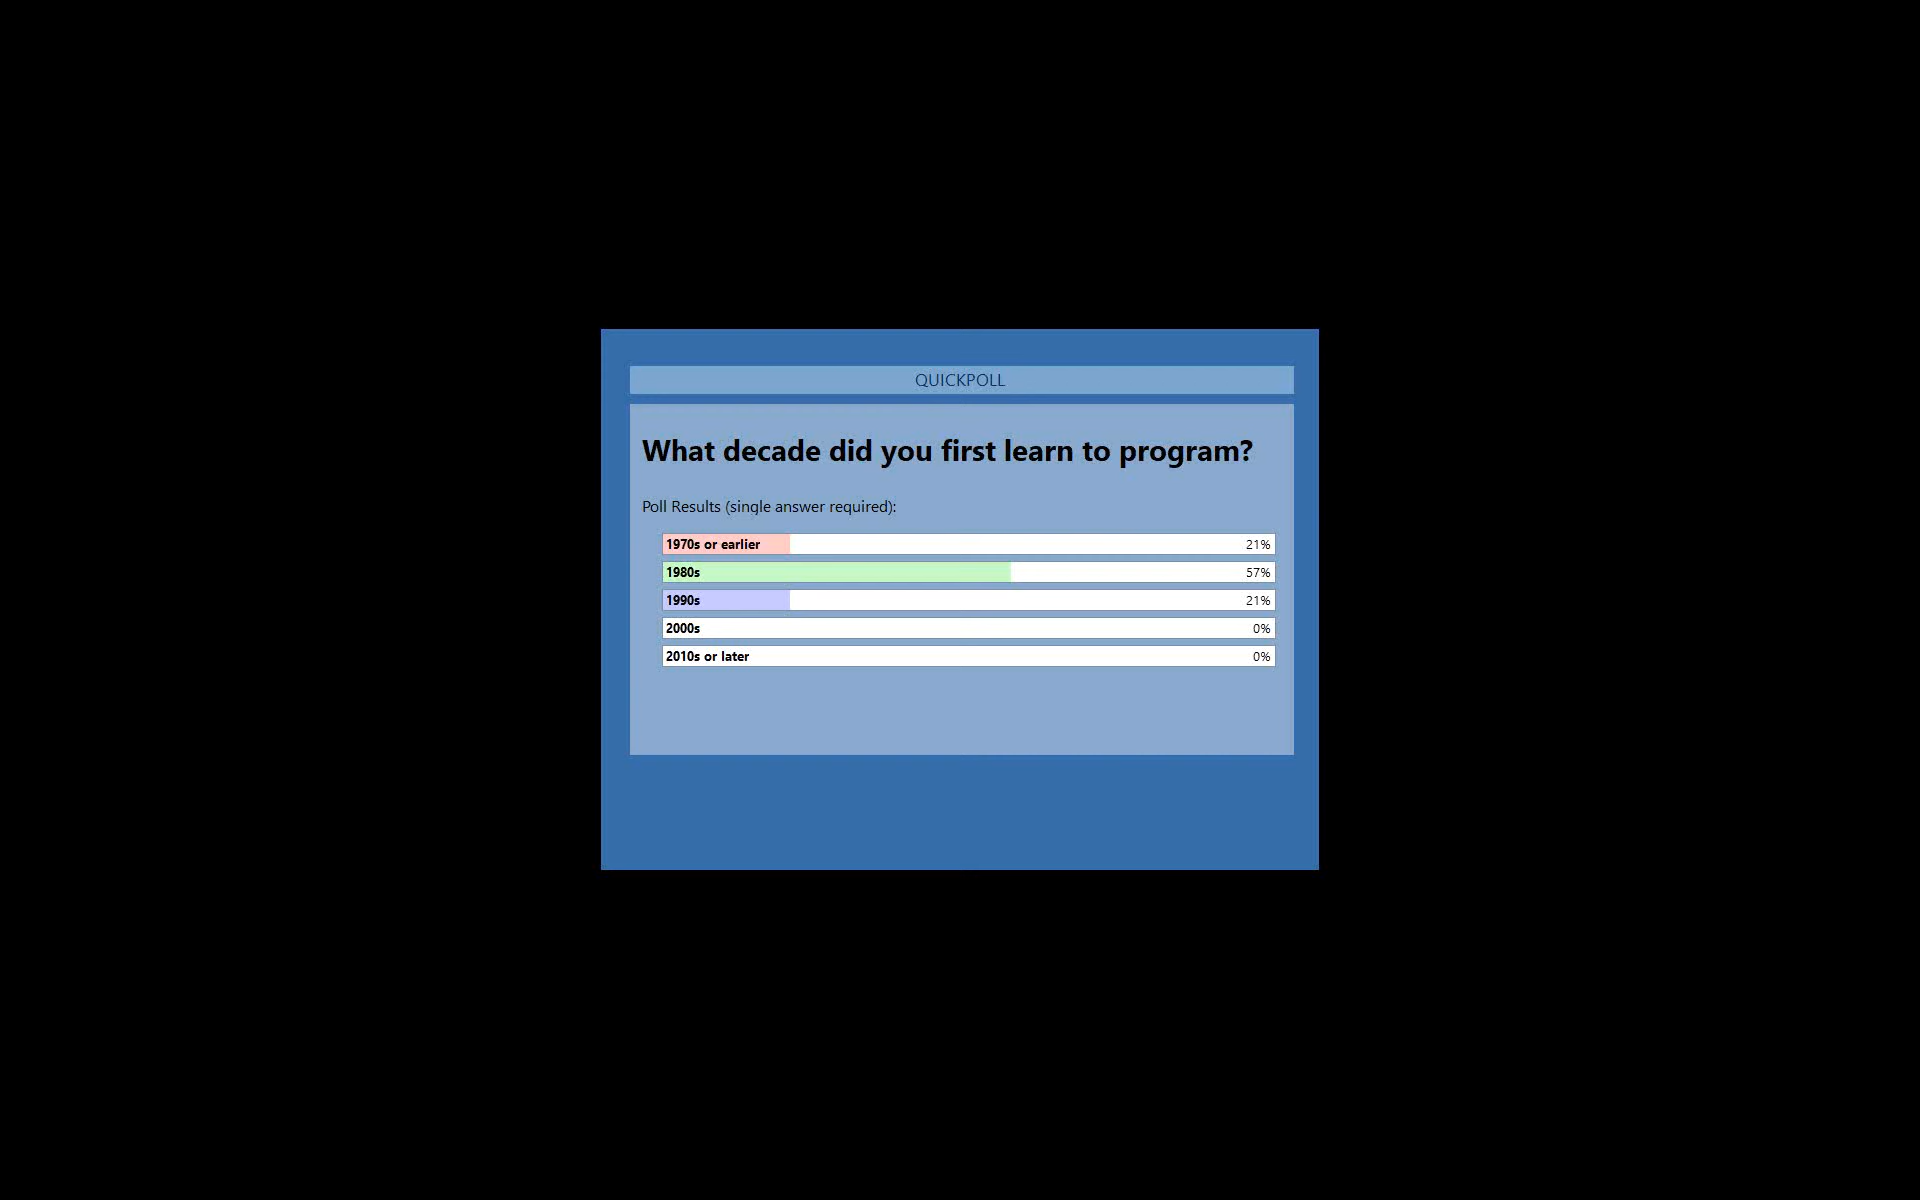 QUICKPOLL
What decade did you first learn to program?
Poll Results (single answer required):
1970s or earlier 21%
1980s 57%
1990s 21%
2000s 0%
2010s or later 0%